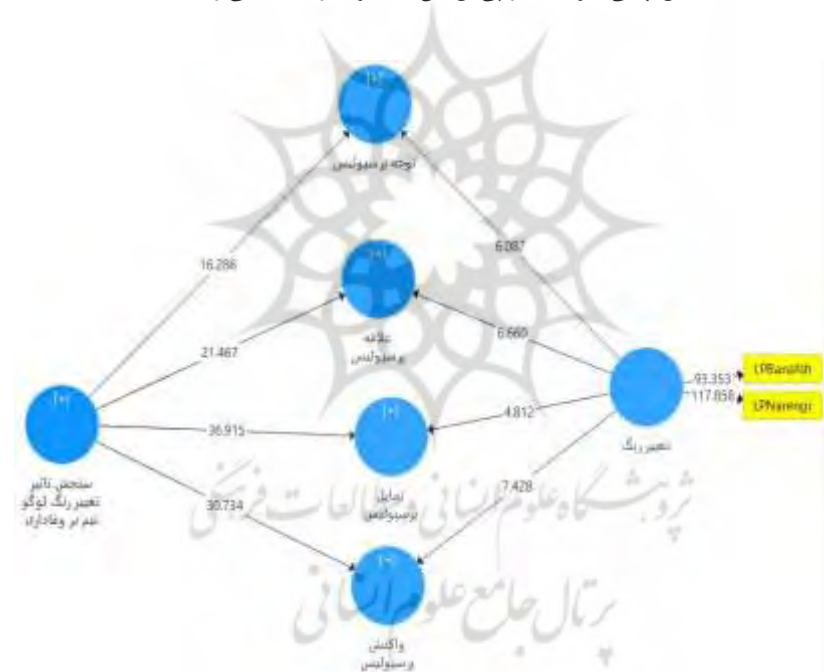 [+]
توجه پرسپولیس
16.286
6.087
[+]
علاقه
پرسپولیس
21.467
6.660
[+]
سنجش تاثیر
تغییر رنگ لوگو
تیم بر وفاداری
36.915
[+]
تمایل
پرسپولیس
4.812
تغییر رنگ
93.353
LPBanafsh
117.858
LPNarengi
30.734
7.428
[+]
واکنش
پرسپولیس
پژوهشگاه علوم انسانی و مطالعات فرهنگی
پرتال جامع علوم انسانی